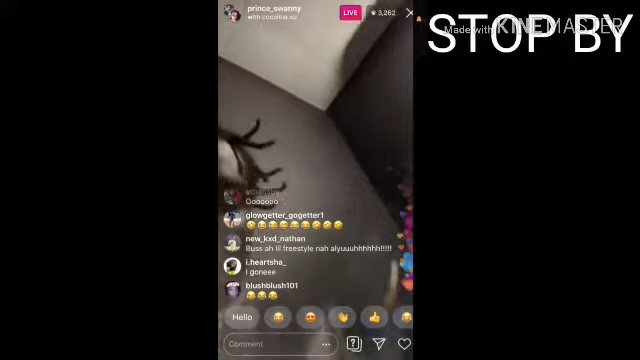 prince_swanny
with cocolina.xo
LIVE
3,262
Made with KINEMASTER
STOP BY
Ooooooo
glowgetter_gogetter1
😂😂😂😂😂😂🤣🤣🤣
new_kxd_nathan
Buss ah lil freestyle nah alyuuuhhhhhh!!!!!
i.heartsha_
I goneee
blushblush101
😂😂😂
Hello 😂 😍 👏 👍 😂
Comment